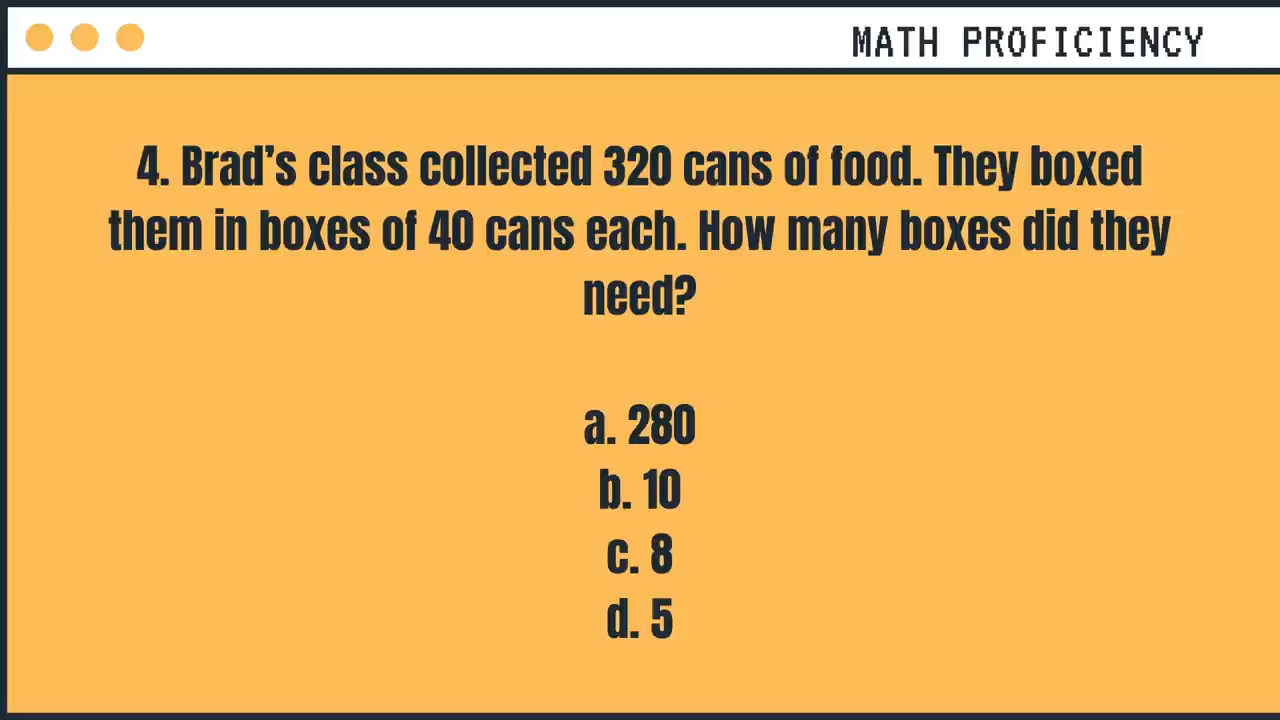 MATH PROFICIENCY
4. Brad’s class collected 320 cans of food. They boxed
them in boxes of 40 cans each. How many boxes did they
need?
a. 280
b. 10
c. 8
d. 5